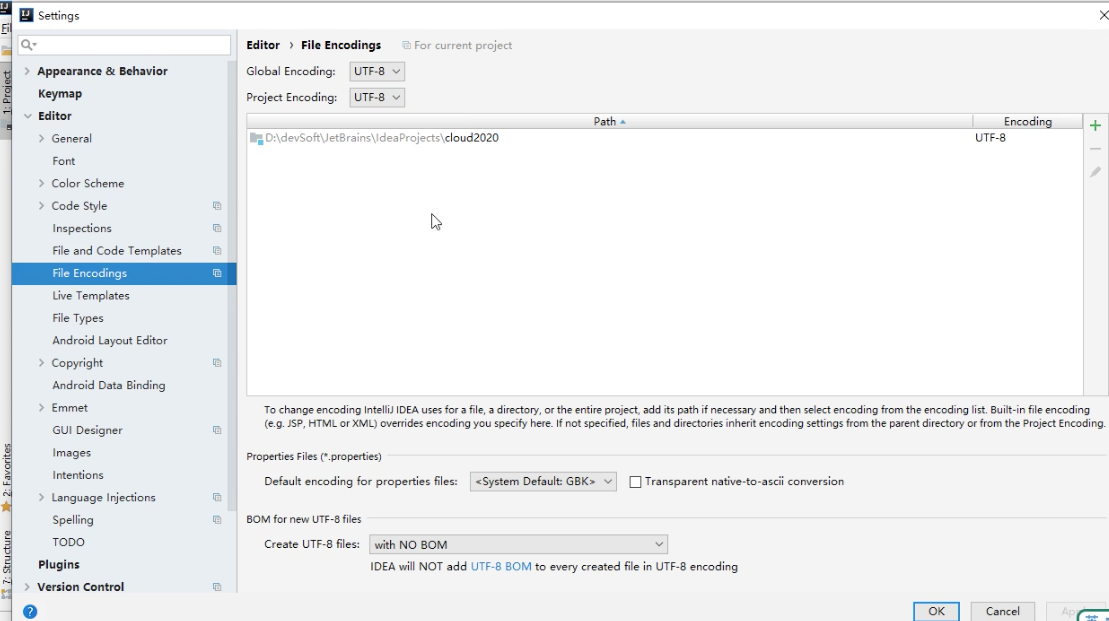 Settings
Editor › File Encodings For current project
Global Encoding: UTF-8
Project Encoding: UTF-8
Path Encoding
D:\devSoft\JetBrains\IdeaProjects\cloud2020 UTF-8
To change encoding IntelliJ IDEA uses for a file, a directory, or the entire project, add its path if necessary and then select encoding from the encoding list. Built-in file encoding
(e.g. JSP, HTML or XML) overrides encoding you specify here. If not specified, files and directories inherit encoding settings from the parent directory or from the Project Encoding.
Properties Files (*.properties)
Default encoding for properties files: <System Default: GBK> Transparent native-to-ascii conversion
BOM for new UTF-8 files
Create UTF-8 files: with NO BOM
IDEA will NOT add UTF-8 BOM to every created file in UTF-8 encoding
Appearance & Behavior
Keymap
Editor
General
Font
Color Scheme
Code Style
Inspections
File and Code Templates
File Encodings
Live Templates
File Types
Android Layout Editor
Copyright
Android Data Binding
Emmet
GUI Designer
Images
Intentions
Language Injections
Spelling
TODO
Plugins
Version Control
OK Cancel
1: Project
2: Favorites
7: Structure